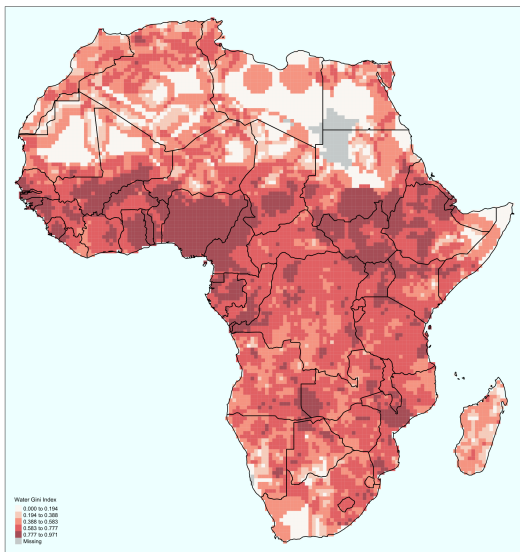 Water Gini Index
0.000 to 0.194
0.194 to 0.388
0.388 to 0.583
0.583 to 0.777
0.777 to 0.971
Missing